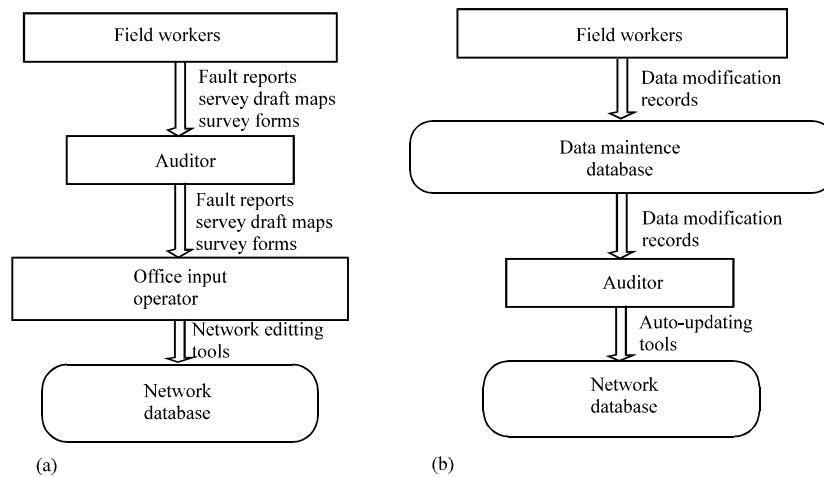 Field workers
Fault reports
servey draft maps
survey forms
Auditor
Fault reports
servey draft maps
survey forms
Office input
operator
Network editting
tools
Network
database
(a)
Field workers
Data modification
records
Data maintence
database
Data modification
records
Auditor
Auto-updating
tools
Network
database
(b)